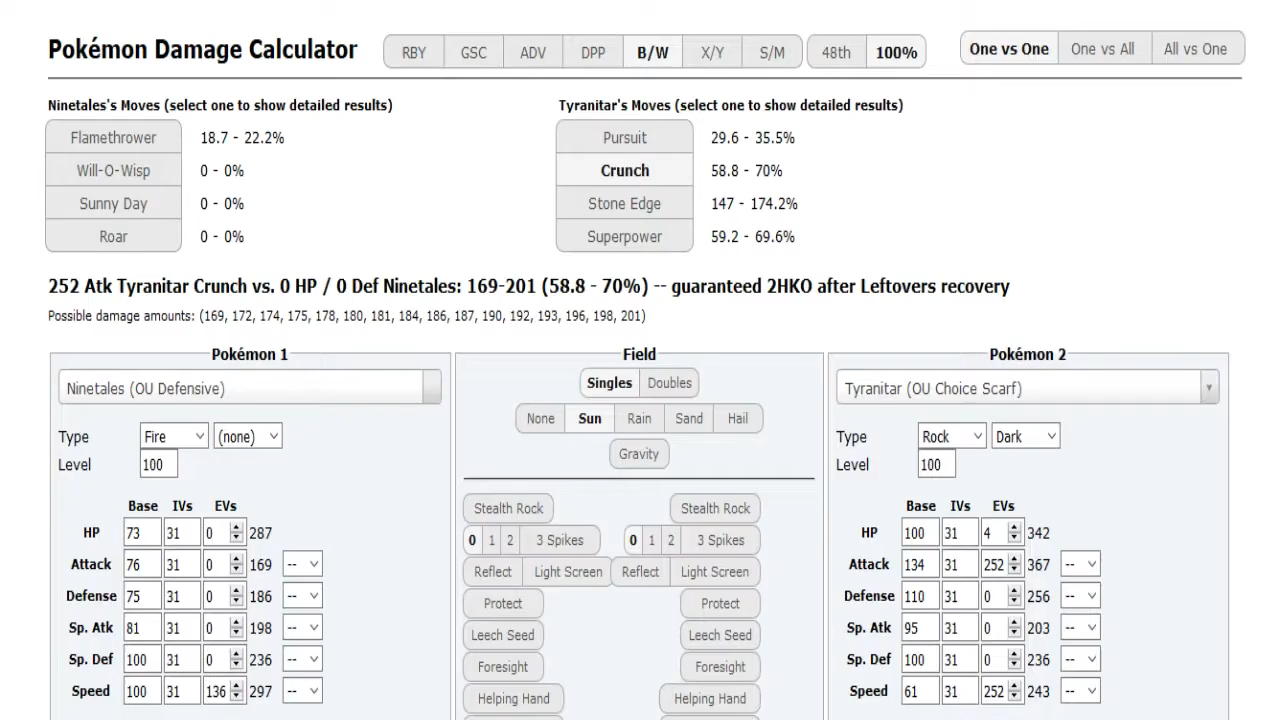 Pokémon Damage Calculator RBY GSC ADV DPP B/W X/Y S/M 48th 100% One vs One One vs All All vs One
Ninetales's Moves (select one to show detailed results) Tyranitar's Moves (select one to show detailed results)
Flamethrower 18.7 - 22.2% Pursuit 29.6 - 35.5%
Will-O-Wisp 0 - 0% Crunch 58.8 - 70%
Sunny Day 0 - 0% Stone Edge 147 - 174.2%
Roar 0 - 0% Superpower 59.2 - 69.6%
252 Atk Tyranitar Crunch vs. 0 HP / 0 Def Ninetales: 169-201 (58.8 - 70%) -- guaranteed 2HKO after Leftovers recovery
Possible damage amounts: (169, 172, 174, 175, 178, 180, 181, 184, 186, 187, 190, 192, 193, 196, 198, 201)
Pokémon 1 Field Pokémon 2
Ninetales (OU Defensive) Singles Doubles Tyranitar (OU Choice Scarf)
None Sun Rain Sand Hail
Type Fire (none) Type Rock Dark
Gravity
Level 100 Level 100
Base IVs EVs Stealth Rock Stealth Rock Base IVs EVs
HP 73 31 0 287 0 1 2 3 Spikes 0 1 2 3 Spikes HP 100 31 4 342
Attack 76 31 0 169 -- Reflect Light Screen Reflect Light Screen Attack 134 31 252 367 --
Defense 75 31 0 186 -- Protect Protect Defense 110 31 0 256 --
Sp. Atk 81 31 0 198 -- Leech Seed Leech Seed Sp. Atk 95 31 0 203 --
Sp. Def 100 31 0 236 -- Foresight Foresight Sp. Def 100 31 0 236 --
Speed 100 31 136 297 -- Helping Hand Helping Hand Speed 61 31 252 243 --